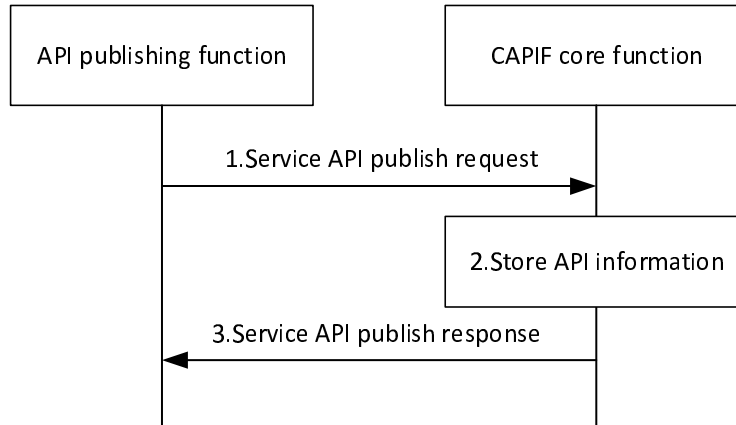 API publishing function
CAPIF core function
1.Service API publish request
2.Store API information
3.Service API publish response